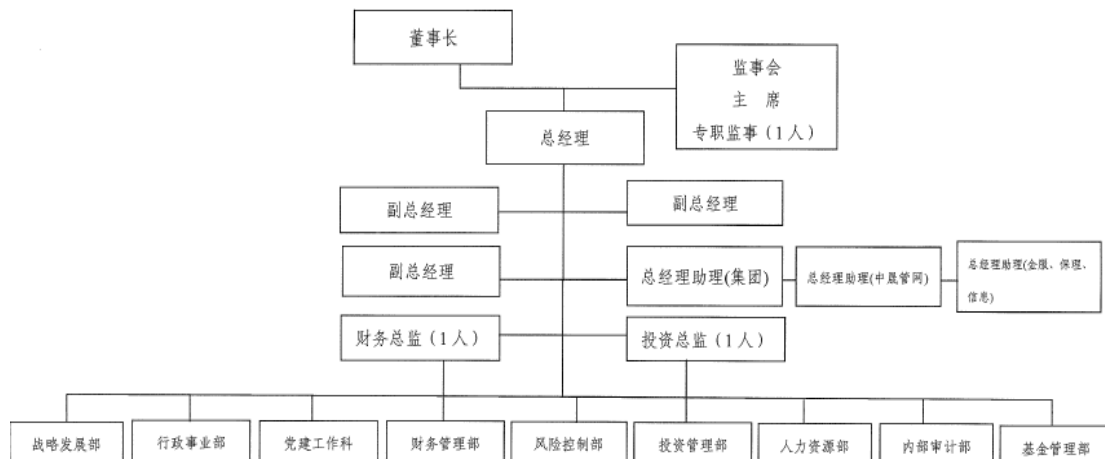 董事长
监事会
主 席
专职监事（1人）
总经理
副总经理
副总经理
副总经理
总经理助理(集团)
总经理助理(中晟管网)
总经理助理(金服、保理、
信息)
财务总监（1人）
投资总监（1人）
战略发展部
行政事业部
党建工作科
财务管理部
风险控制部
投资管理部
人力资源部
内部审计部
基金管理部